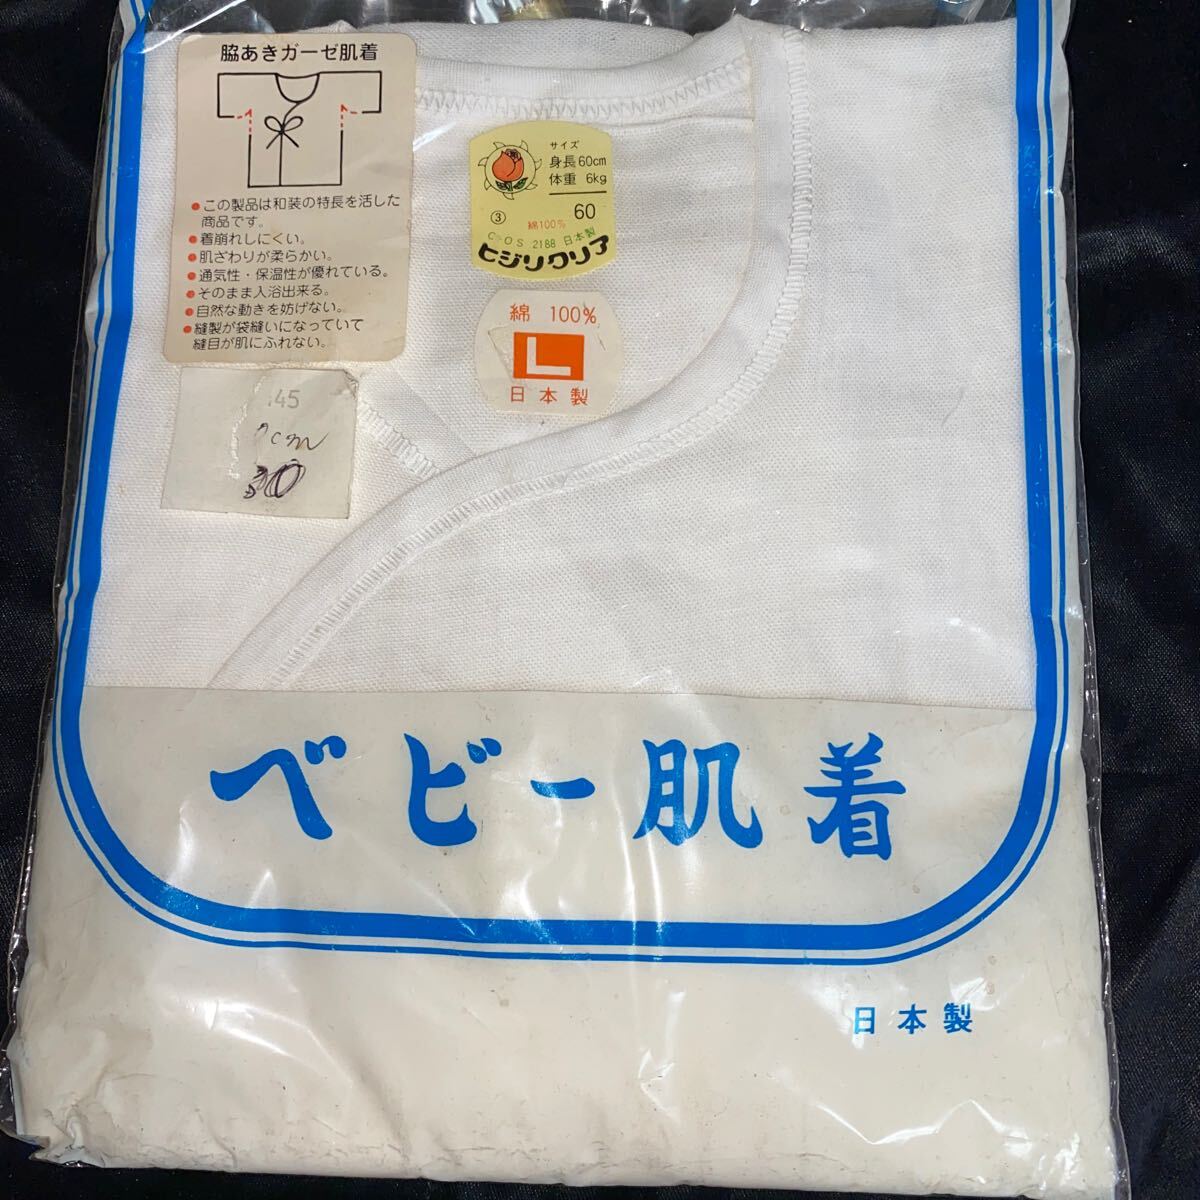 脇あきガーゼ肌着
●この製品は和装の特長を活した
商品です。
●着崩れしにくい。
●肌ざわりが柔らかい。
●通気性・保温性が優れている。
●そのまま入浴出来る。
●自然な動きを妨げない。
●縫製が袋縫いになっていて
縫目が肌にふれない。
サイズ
身長60cm
体重 6kg
③ 60
綿100%
2188 日本製
ヒジリクリア
綿 100%
L
日本製
45
cm
30
ベビー肌着
日本製